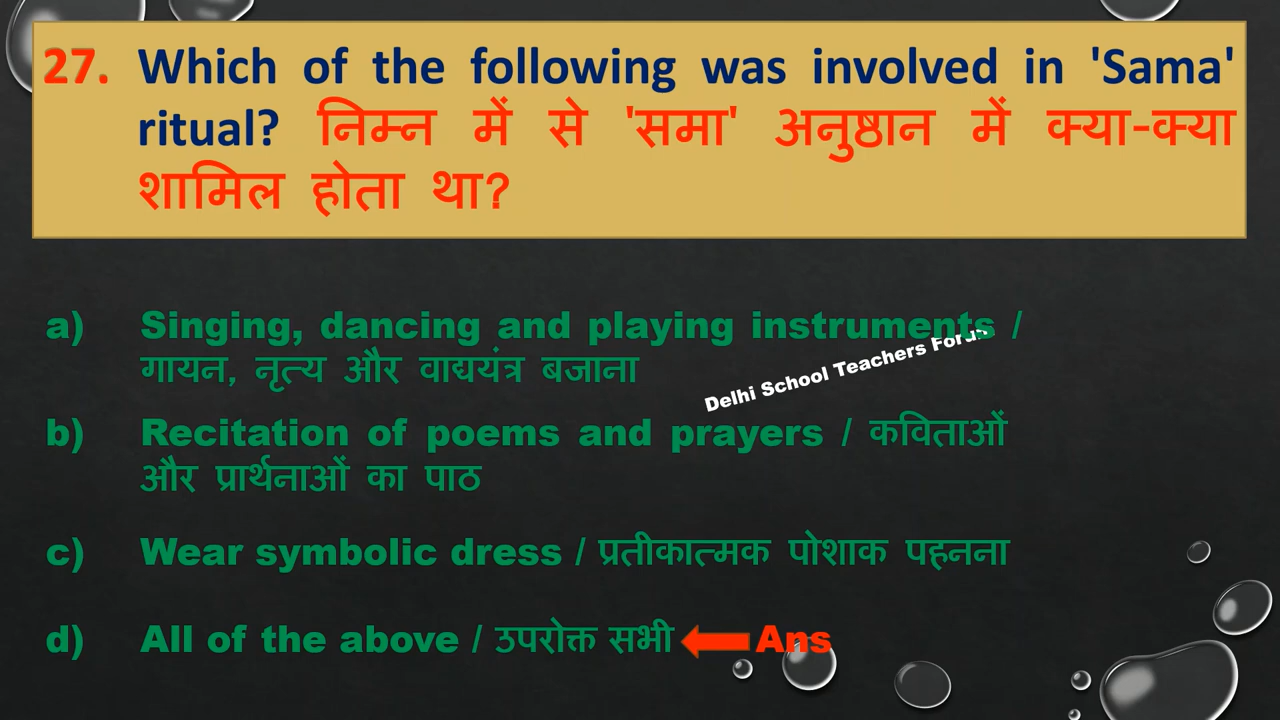 27. Which of the following was involved in 'Sama'
ritual? निम्न में से 'समा' अनुष्ठान में क्या-क्या
शामिल होता था?
a) Singing, dancing and playing instruments /
गायन, नृत्य और वाद्ययंत्र बजाना
Delhi School Teachers Forum
b) Recitation of poems and prayers / कविताओं
और प्रार्थनाओं का पाठ
c) Wear symbolic dress / प्रतीकात्मक पोशाक पहनना
d) All of the above / उपरोक्त सभी Ans